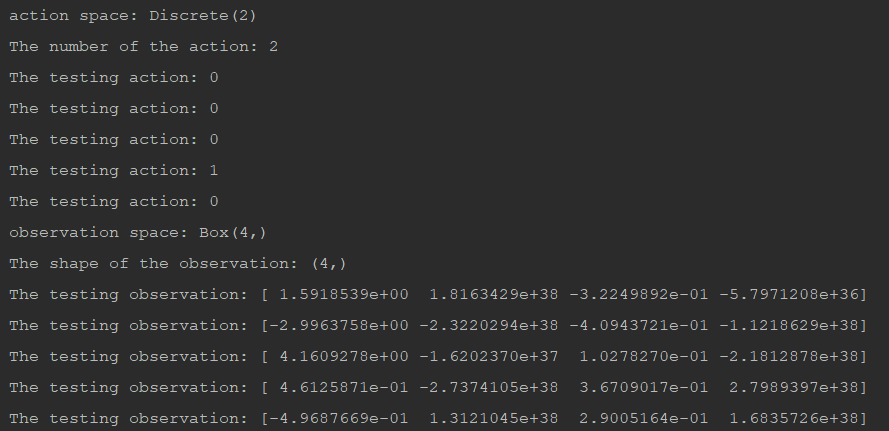 action space: Discrete(2)
The number of the action: 2
The testing action: 0
The testing action: 0
The testing action: 0
The testing action: 1
The testing action: 0
observation space: Box(4,)
The shape of the observation: (4,)
The testing observation: [ 1.5918539e+00  1.8163429e+38 -3.2249892e-01 -5.7971208e+36]
The testing observation: [-2.9963758e+00 -2.3220294e+38 -4.0943721e-01 -1.1218629e+38]
The testing observation: [ 4.1609278e+00 -1.6202370e+37  1.0278270e-01 -2.1812878e+38]
The testing observation: [ 4.6125871e-01 -2.7374105e+38  3.6709017e-01  2.7989397e+38]
The testing observation: [-4.9687669e-01  1.3121045e+38  2.9005164e-01  1.6835726e+38]